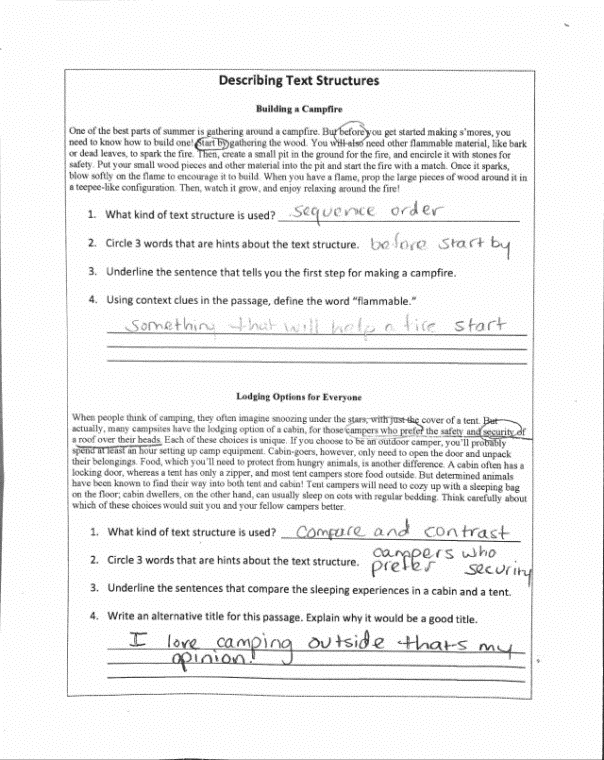 Describing Text Structures
Building a Campfire
One of the best parts of summer is gathering around a campfire. But before you get started making s'mores, you
need to know how to build one! Start by gathering the wood. You will also need other flammable material, like bark
or dead leaves, to spark the fire. Then, create a small pit in the ground for the fire, and encircle it with stones for
safety. Put your small wood pieces and other material into the pit and start the fire with a match. Once it sparks,
blow softly on the flame to encourage it to build. When you have a flame, prop the large pieces of wood around it in
a teepee-like configuration. Then, watch it grow, and enjoy relaxing around the fire!
1. What kind of text structure is used? sequence order
2. Circle 3 words that are hints about the text structure. before start by
3. Underline the sentence that tells you the first step for making a campfire.
4. Using context clues in the passage, define the word “flammable.”
something that will help a fire start
Lodging Options for Everyone
When people think of camping, they often imagine snoozing under the stars, with just the cover of a tent. But
actually, many campsites have the lodging option of a cabin, for those campers who prefer the safety and security of
a roof over their heads. Each of these choices is unique. If you choose to be an outdoor camper, you'll probably
spend at least an hour setting up camp equipment. Cabin-goers, however, only need to open the door and unpack
their belongings. Food, which you'll need to protect from hungry animals, is another difference. A cabin often has a
locking door, whereas a tent has only a zipper, and most tent campers store food outside. But determined animals
have been known to find their way into both tent and cabin! Tent campers will need to cozy up with a sleeping bag
on the floor; cabin dwellers, on the other hand, can usually sleep on cots with regular bedding. Think carefully about
which of these choices would suit you and your fellow campers better.
1. What kind of text structure is used? compare and contrast
2. Circle 3 words that are hints about the text structure. campers who
prefer security
3. Underline the sentences that compare the sleeping experiences in a cabin and a tent.
4. Write an alternative title for this passage. Explain why it would be a good title.
I love camping outside thats my
opinion!